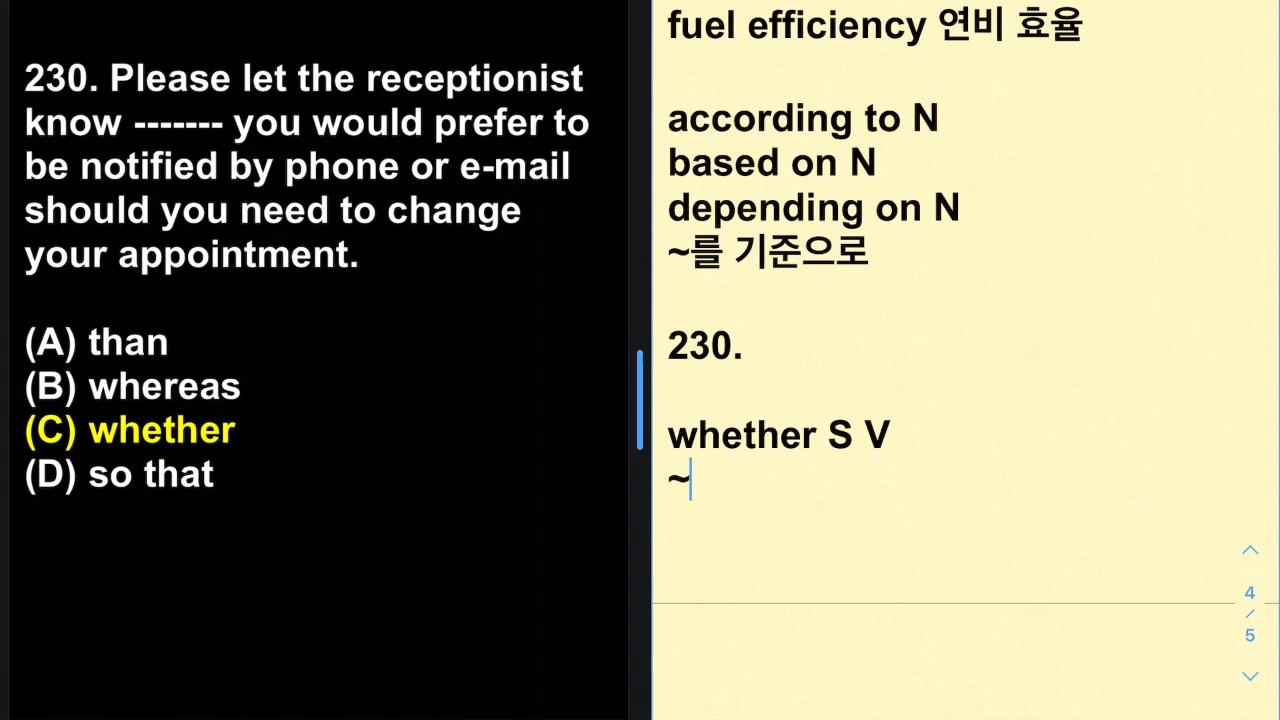 230. Please let the receptionist
know ------- you would prefer to
be notified by phone or e-mail
should you need to change
your appointment.
(A) than
(B) whereas
(C) whether
(D) so that
fuel efficiency 연비 효율
according to N
based on N
depending on N
~를 기준으로
230.
whether S V
~
4
/
5